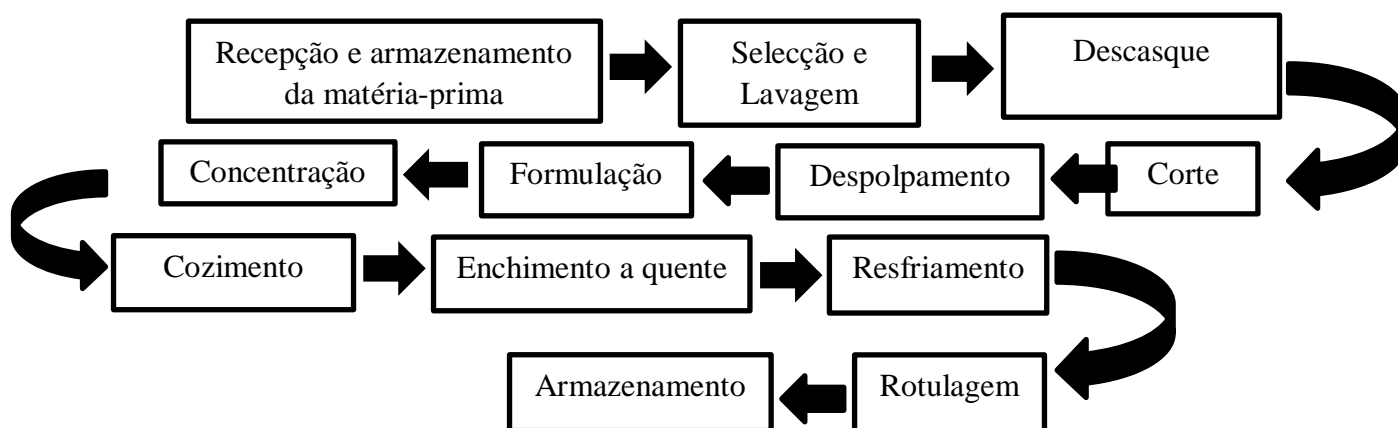 Recepção e armazenamento
da matéria-prima
Selecção e
Lavagem
Descasque
Corte
Despolpamento
Formulação
Concentração
Cozimento
Enchimento a quente
Resfriamento
Rotulagem
Armazenamento